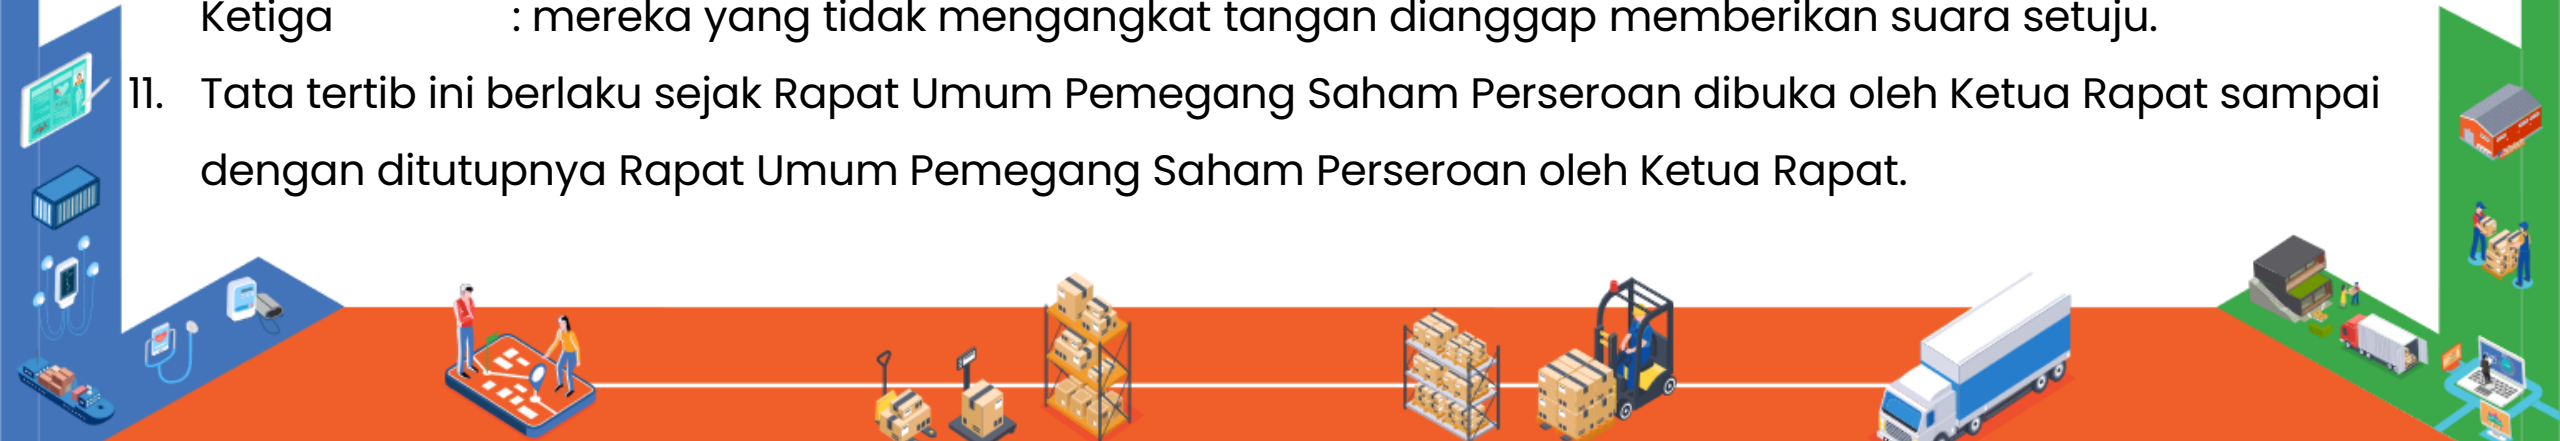 Ketiga : mereka yang tidak mengangkat tangan dianggap memberikan suara setuju.
11. Tata tertib ini berlaku sejak Rapat Umum Pemegang Saham Perseroan dibuka oleh Ketua Rapat sampai
dengan ditutupnya Rapat Umum Pemegang Saham Perseroan oleh Ketua Rapat.